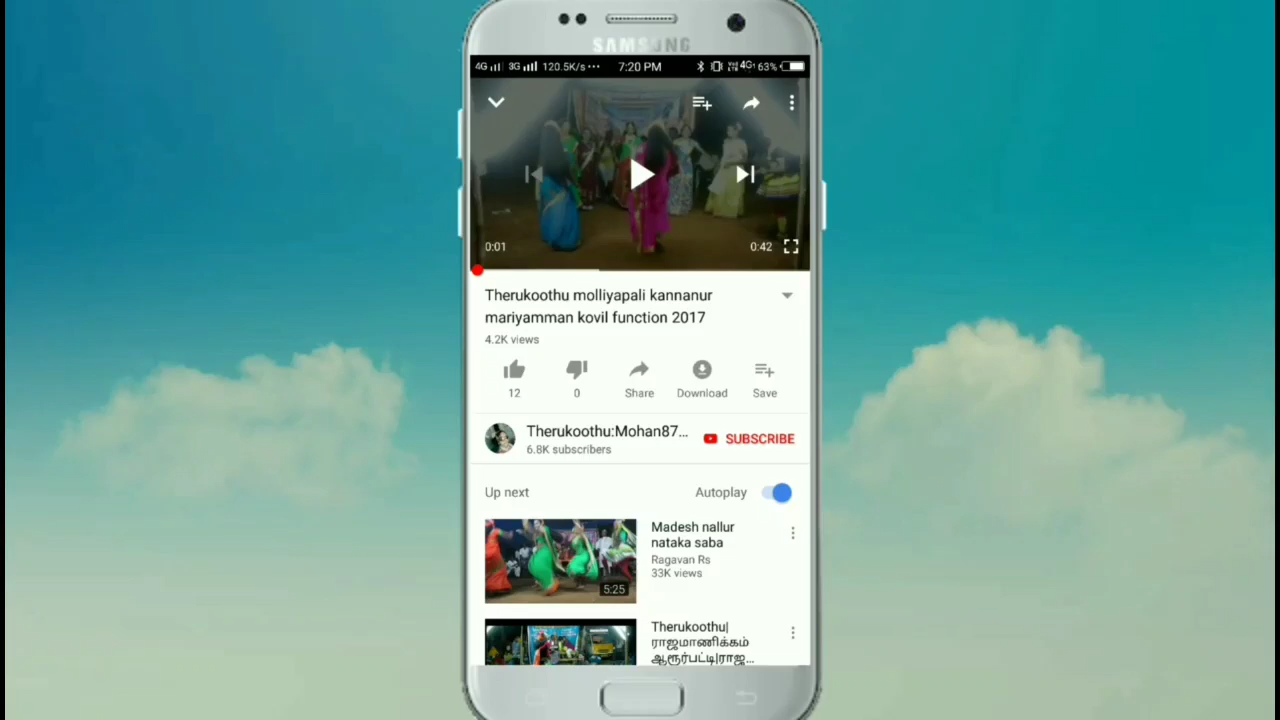 SAMSUNG
4G 3G 120.5K/s ··· 7:20 PM 4G 63%
0:01 0:42
Therukoothu molliyapali kannanur
mariyamman kovil function 2017
4.2K views
12 0 Share Download Save
Therukoothu:Mohan87...
6.8K subscribers
SUBSCRIBE
Up next Autoplay
Madesh nallur
nataka saba
Ragavan Rs
33K views
5:25
Therukoothu|
ராஜமாணிக்கம்
ஆரூர்பட்டி|ராஜ...